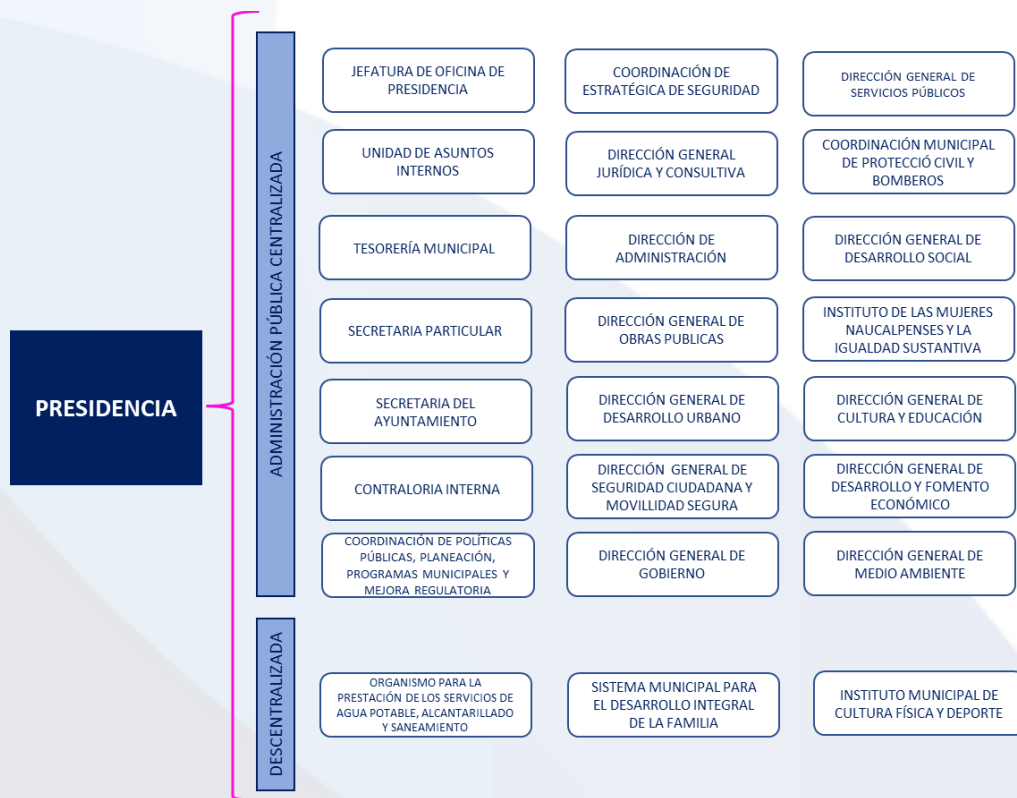 PRESIDENCIA
ADMINISTRACIÓN PÚBLICA CENTRALIZADA
JEFATURA DE OFICINA DE
PRESIDENCIA
COORDINACIÓN DE
ESTRATÉGICA DE SEGURIDAD
DIRECCIÓN GENERAL DE
SERVICIOS PÚBLICOS
UNIDAD DE ASUNTOS
INTERNOS
DIRECCIÓN GENERAL
JURÍDICA Y CONSULTIVA
COORDINACIÓN MUNICIPAL
DE PROTECCIÓ CIVIL Y
BOMBEROS
TESORERÍA MUNICIPAL
DIRECCIÓN DE
ADMINISTRACIÓN
DIRECCIÓN GENERAL DE
DESARROLLO SOCIAL
SECRETARIA PARTICULAR
DIRECCIÓN GENERAL DE
OBRAS PUBLICAS
INSTITUTO DE LAS MUJERES
NAUCALPENSES Y LA
IGUALDAD SUSTANTIVA
SECRETARIA DEL
AYUNTAMIENTO
DIRECCIÓN GENERAL DE
DESARROLLO URBANO
DIRECCIÓN GENERAL DE
CULTURA Y EDUCACIÓN
CONTRALORIA INTERNA
DIRECCIÓN GENERAL DE
SEGURIDAD CIUDADANA Y
MOVILLIDAD SEGURA
DIRECCIÓN GENERAL DE
DESARROLLO Y FOMENTO
ECONÓMICO
COORDINACIÓN DE POLÍTICAS
PÚBLICAS, PLANEACIÓN,
PROGRAMAS MUNICIPALES Y
MEJORA REGULATORIA
DIRECCIÓN GENERAL DE
GOBIERNO
DIRECCIÓN GENERAL DE
MEDIO AMBIENTE
DESCENTRALIZADA
ORGANISMO PARA LA
PRESTACIÓN DE LOS SERVICIOS DE
AGUA POTABLE, ALCANTARILLADO
Y SANEAMIENTO
SISTEMA MUNICIPAL PARA
EL DESARROLLO INTEGRAL
DE LA FAMILIA
INSTITUTO MUNICIPAL DE
CULTURA FÍSICA Y DEPORTE